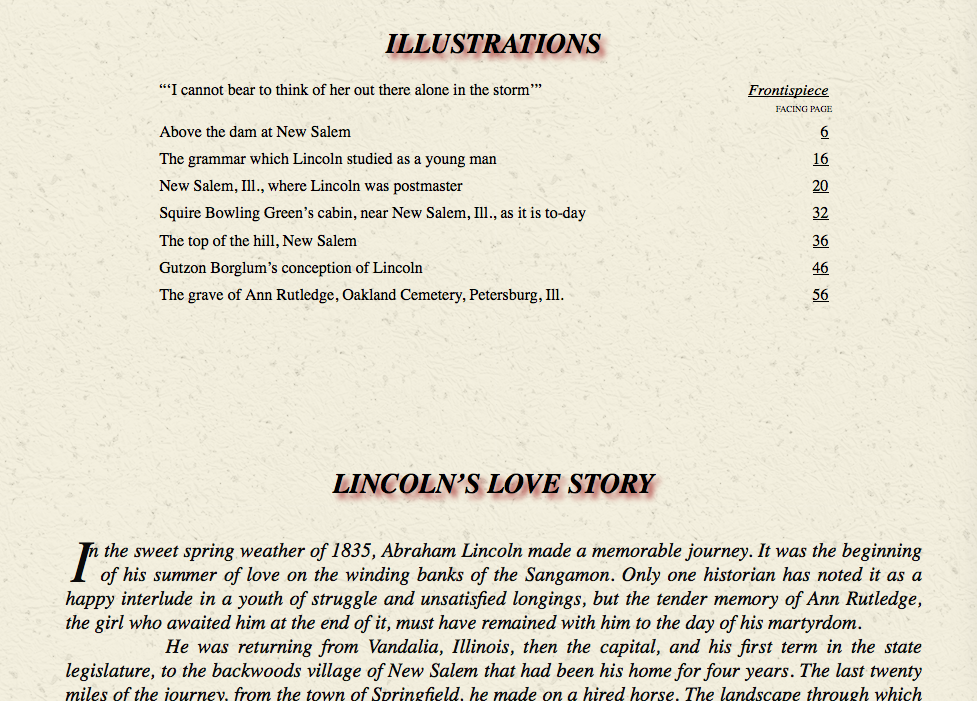 ILLUSTRATIONS
“‘I cannot bear to think of her out there alone in the storm’” Frontispiece
FACING PAGE
Above the dam at New Salem 6
The grammar which Lincoln studied as a young man 16
New Salem, Ill., where Lincoln was postmaster 20
Squire Bowling Green’s cabin, near New Salem, Ill., as it is to-day 32
The top of the hill, New Salem 36
Gutzon Borglum’s conception of Lincoln 46
The grave of Ann Rutledge, Oakland Cemetery, Petersburg, Ill. 56
LINCOLN’S LOVE STORY
In the sweet spring weather of 1835, Abraham Lincoln made a memorable journey. It was the beginning
of his summer of love on the winding banks of the Sangamon. Only one historian has noted it as a
happy interlude in a youth of struggle and unsatisfied longings, but the tender memory of Ann Rutledge,
the girl who awaited him at the end of it, must have remained with him to the day of his martyrdom.
He was returning from Vandalia, Illinois, then the capital, and his first term in the state
legislature, to the backwoods village of New Salem that had been his home for four years. The last twenty
miles of the journey, from the town of Springfield, he made on a hired horse. The landscape through which